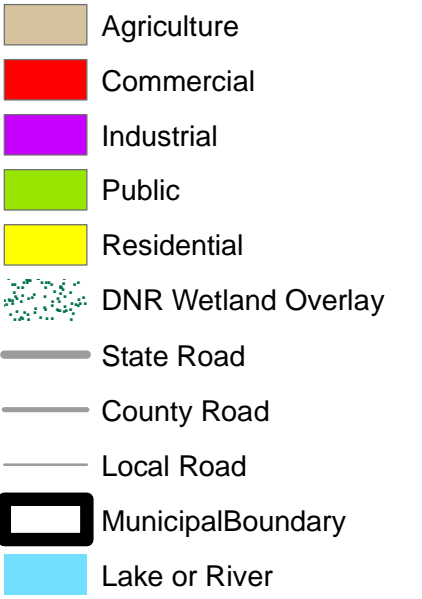 Agriculture
Commercial
Industrial
Public
Residential
DNR Wetland Overlay
State Road
County Road
Local Road
MunicipalBoundary
Lake or River